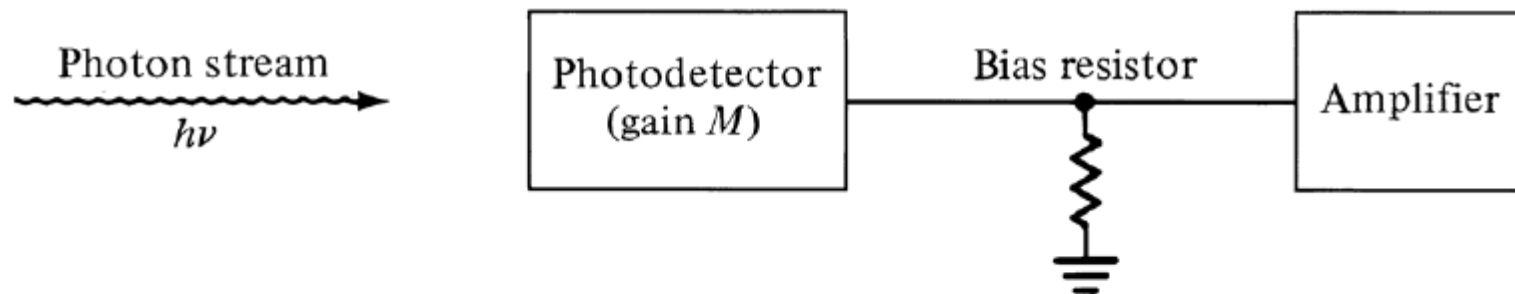 Photon stream
hν
Photodetector
(gain M)
Bias resistor
Amplifier